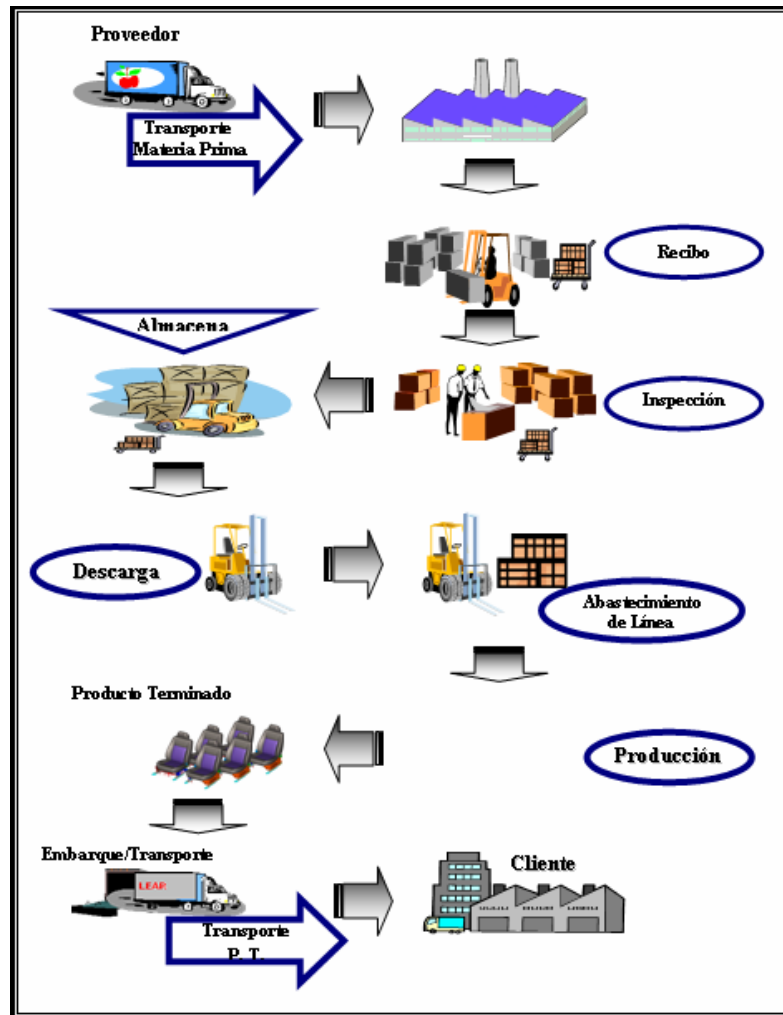 Proveedor
Transporte
Materia Prima
Recibo
Almacena
Inspección
Descarga
Abastecimiento
de Línea
Producto Terminado
Producción
Embarque/Transporte
LEAR
Cliente
Transporte
P. T.